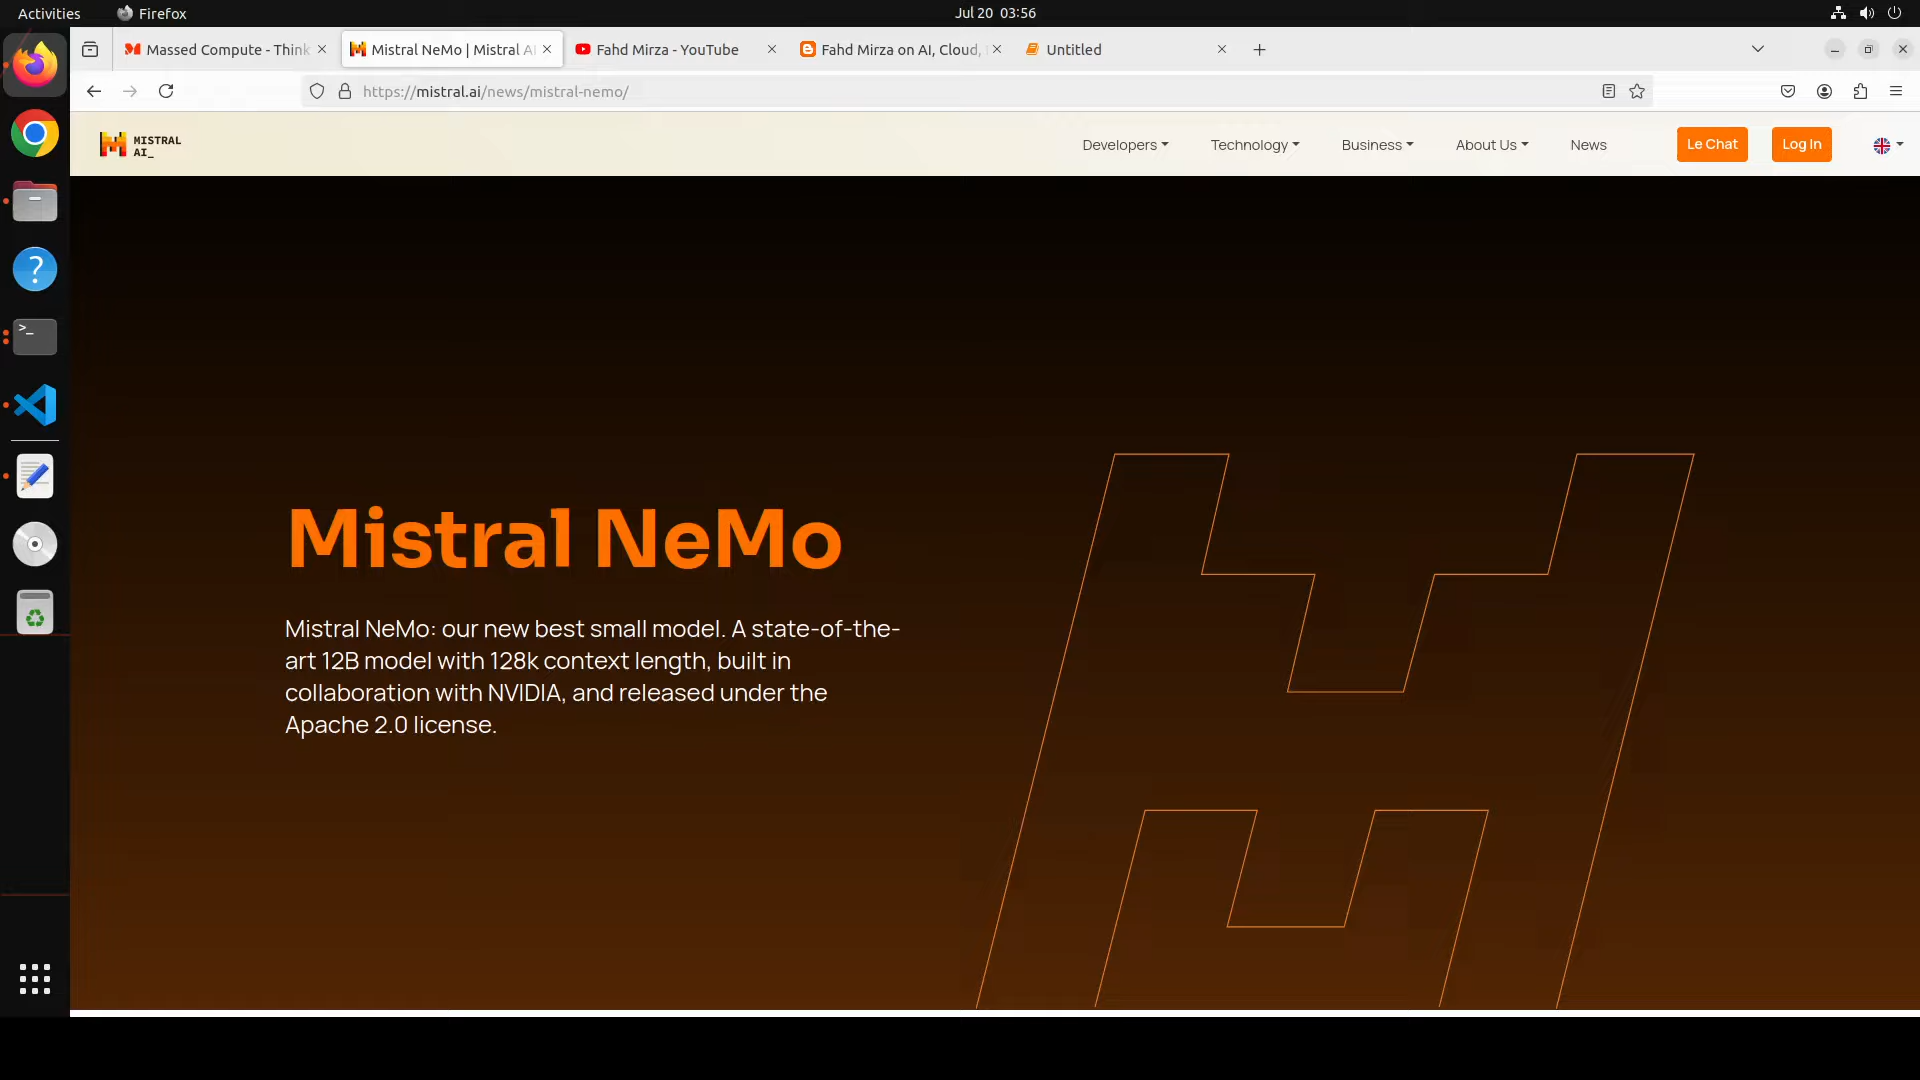 Activities
Firefox
Jul 20 03:56
Massed Compute - Think
Mistral NeMo | Mistral A
Fahd Mirza - YouTube
Fahd Mirza on AI, Cloud,
Untitled
https://mistral.ai/news/mistral-nemo/
MISTRAL
AI_
Developers
Technology
Business
About Us
News
Le Chat
Log In
Mistral NeMo
Mistral NeMo: our new best small model. A state-of-the-
art 12B model with 128k context length, built in
collaboration with NVIDIA, and released under the
Apache 2.0 license.